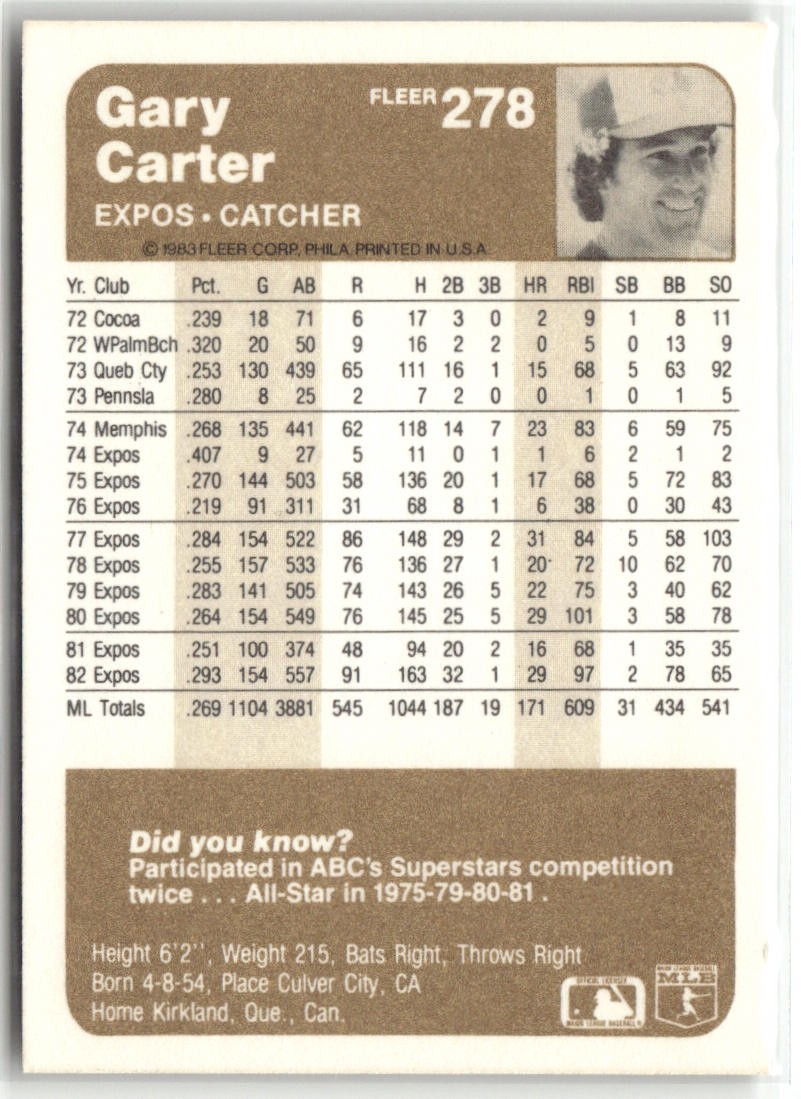 Gary
Carter
FLEER 278
EXPOS • CATCHER
© 1983 FLEER CORP., PHILA. PRINTED IN U.S.A.
Yr. Club Pct. G AB R H 2B 3B HR RBI SB BB SO
72 Cocoa .239 18 71 6 17 3 0 2 9 1 8 11
72 WPalmBch .320 20 50 9 16 2 2 0 5 0 13 9
73 Queb Cty .253 130 439 65 111 16 1 15 68 5 63 92
73 Pennsla .280 8 25 2 7 2 0 0 1 0 1 5
74 Memphis .268 135 441 62 118 14 7 23 83 6 59 75
74 Expos .407 9 27 5 11 0 1 1 6 2 1 2
75 Expos .270 144 503 58 136 20 1 17 68 5 72 83
76 Expos .219 91 311 31 68 8 1 6 38 0 30 43
77 Expos .284 154 522 86 148 29 2 31 84 5 58 103
78 Expos .255 157 533 76 136 27 1 20 72 10 62 70
79 Expos .283 141 505 74 143 26 5 22 75 3 40 62
80 Expos .264 154 549 76 145 25 5 29 101 3 58 78
81 Expos .251 100 374 48 94 20 2 16 68 1 35 35
82 Expos .293 154 557 91 163 32 1 29 97 2 78 65
ML Totals .269 1104 3881 545 1044 187 19 171 609 31 434 541
Did you know?
Participated in ABC's Superstars competition
twice . . . All-Star in 1975-79-80-81 .
Height 6'2'', Weight 215, Bats Right, Throws Right
Born 4-8-54, Place Culver City, CA
Home Kirkland, Que., Can.
OFFICIAL LICENSEE
MAJOR LEAGUE BASEBALL
MAJOR LEAGUE BASEBALL
MLB